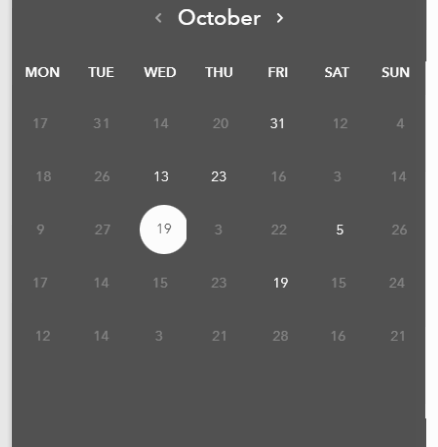 ‹ October ›
MON TUE WED THU FRI SAT SUN
17 31 14 20 31 12 4
18 26 13 23 16 3 14
9 27 19 3 22 5 26
17 14 15 23 19 15 24
12 14 3 21 28 16 21